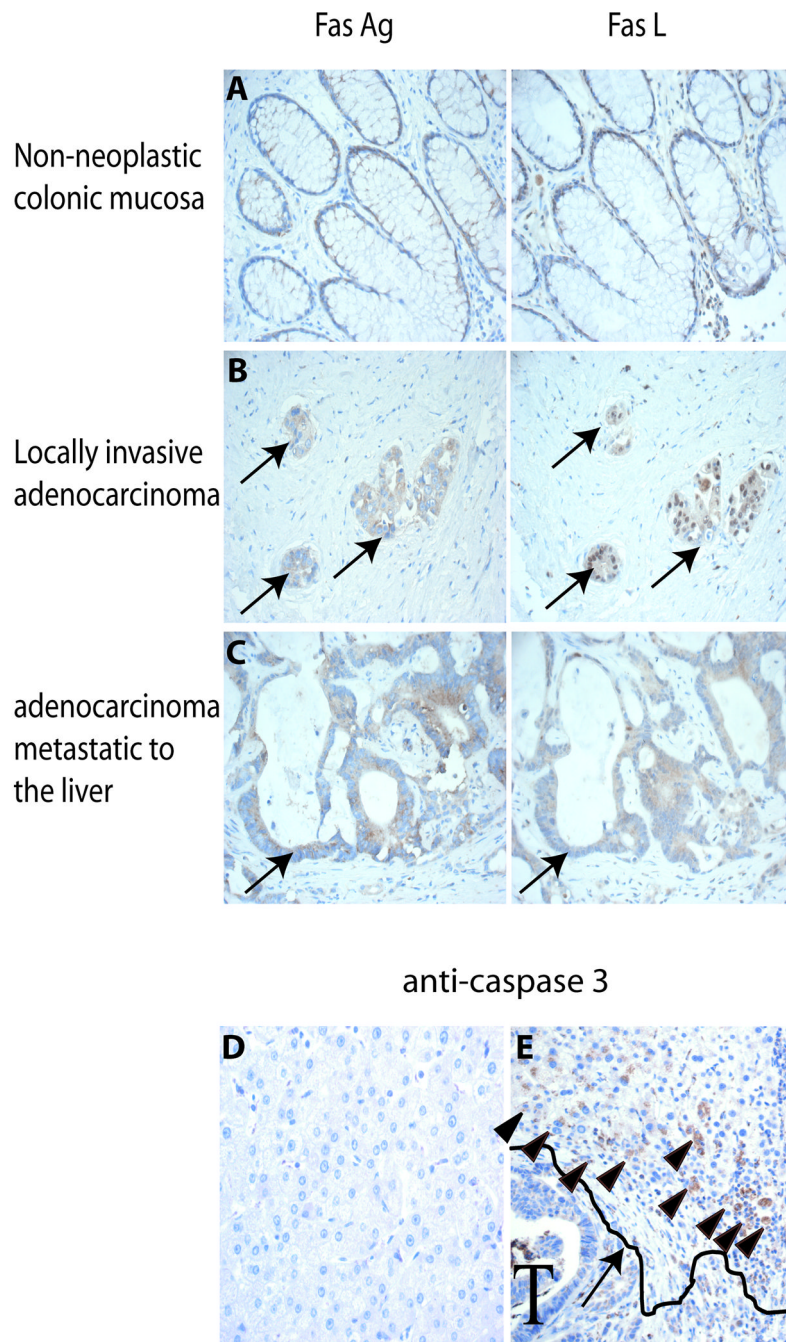 Fas Ag Fas L
A
Non-neoplastic
colonic mucosa
B
Locally invasive
adenocarcinoma
C
adenocarcinoma
metastatic to
the liver
anti-caspase 3
D E
T